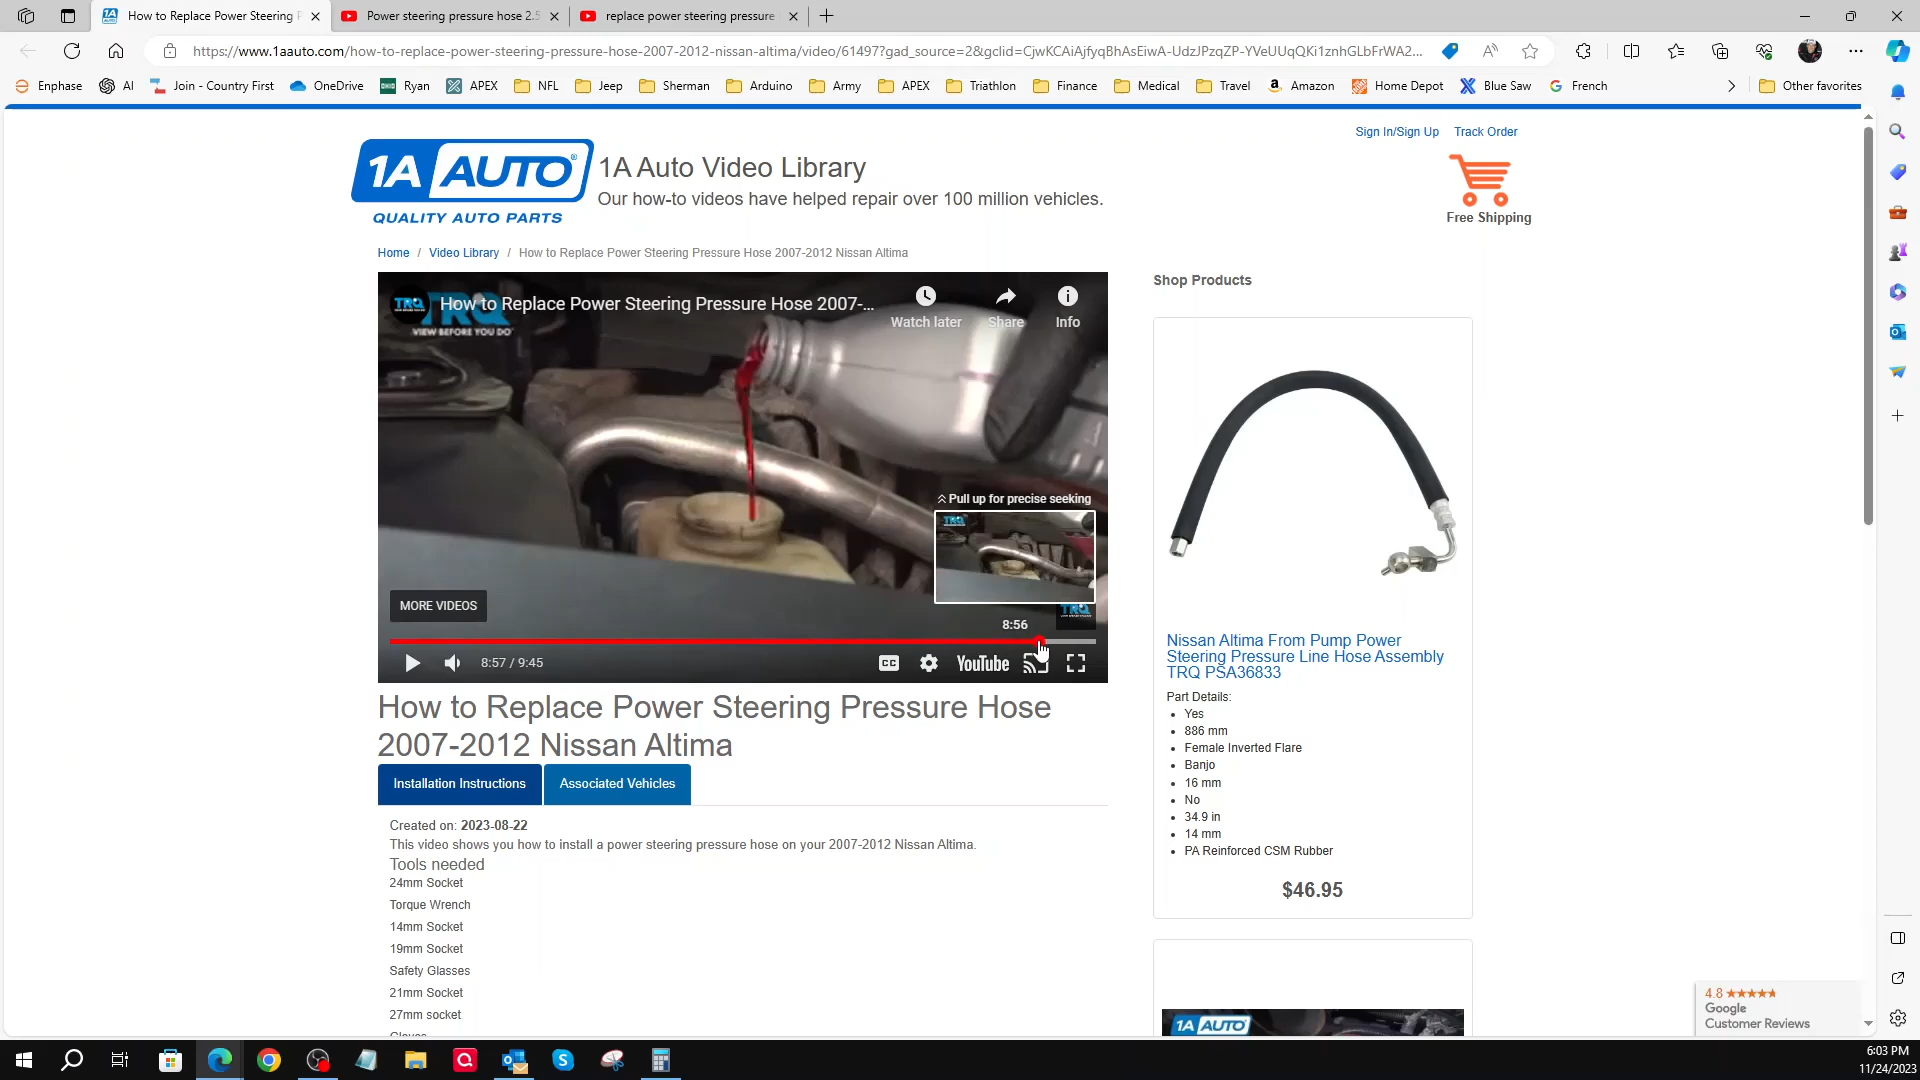 How to Replace Power Steering P
Power steering pressure hose 2.5
replace power steering pressure
https://www.1aauto.com/how-to-replace-power-steering-pressure-hose-2007-2012-nissan-altima/video/61497?gad_source=2&gclid=CjwKCAiAjfyqBhAsEiwA-UdzJPzqZP-YVeUUqQKi1znhGLbFrWA2...
Enphase AI Join - Country First OneDrive Ryan APEX NFL Jeep Sherman Arduino Army APEX Triathlon Finance Medical Travel Amazon Home Depot Blue Saw French Other favorites
Sign In/Sign Up Track Order
1A AUTO®
QUALITY AUTO PARTS
1A Auto Video Library
Our how-to videos have helped repair over 100 million vehicles.
Free Shipping
Home / Video Library / How to Replace Power Steering Pressure Hose 2007-2012 Nissan Altima
TRQ
How to Replace Power Steering Pressure Hose 2007-...
TRQ
VIEW BEFORE YOU DO
Watch later
Share
Info
Pull up for precise seeking
TRQ
TRQ
MORE VIDEOS
8:56
8:57 / 9:45
CC
YouTube
How to Replace Power Steering Pressure Hose
2007-2012 Nissan Altima
Installation Instructions
Associated Vehicles
Created on: 2023-08-22
This video shows you how to install a power steering pressure hose on your 2007-2012 Nissan Altima.
Tools needed
24mm Socket
Torque Wrench
14mm Socket
19mm Socket
Safety Glasses
21mm Socket
27mm socket
Gloves
Shop Products
Nissan Altima From Pump Power
Steering Pressure Line Hose Assembly
TRQ PSA36833
Part Details:
Yes
886 mm
Female Inverted Flare
Banjo
16 mm
No
34.9 in
14 mm
PA Reinforced CSM Rubber
$46.95
1A AUTO
4.8
Google
Customer Reviews
6:03 PM
11/24/2023